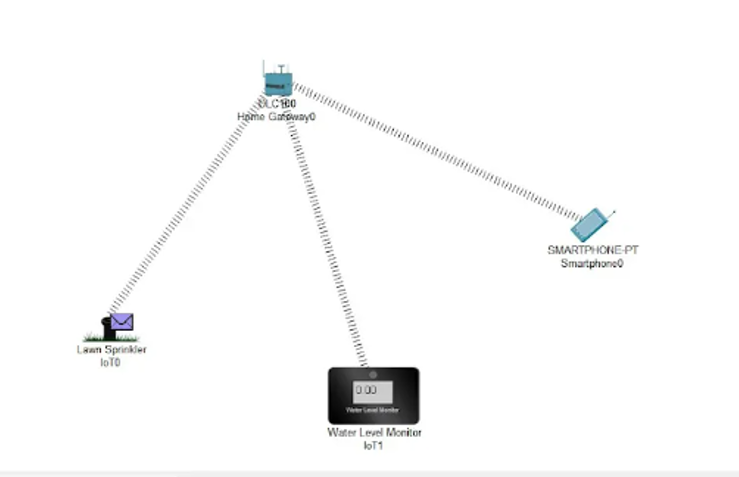 DLC100
Home Gateway0
SMARTPHONE-PT
Smartphone0
Lawn Sprinkler
IoT0
0.00
Water Level Monitor
Water Level Monitor
IoT1